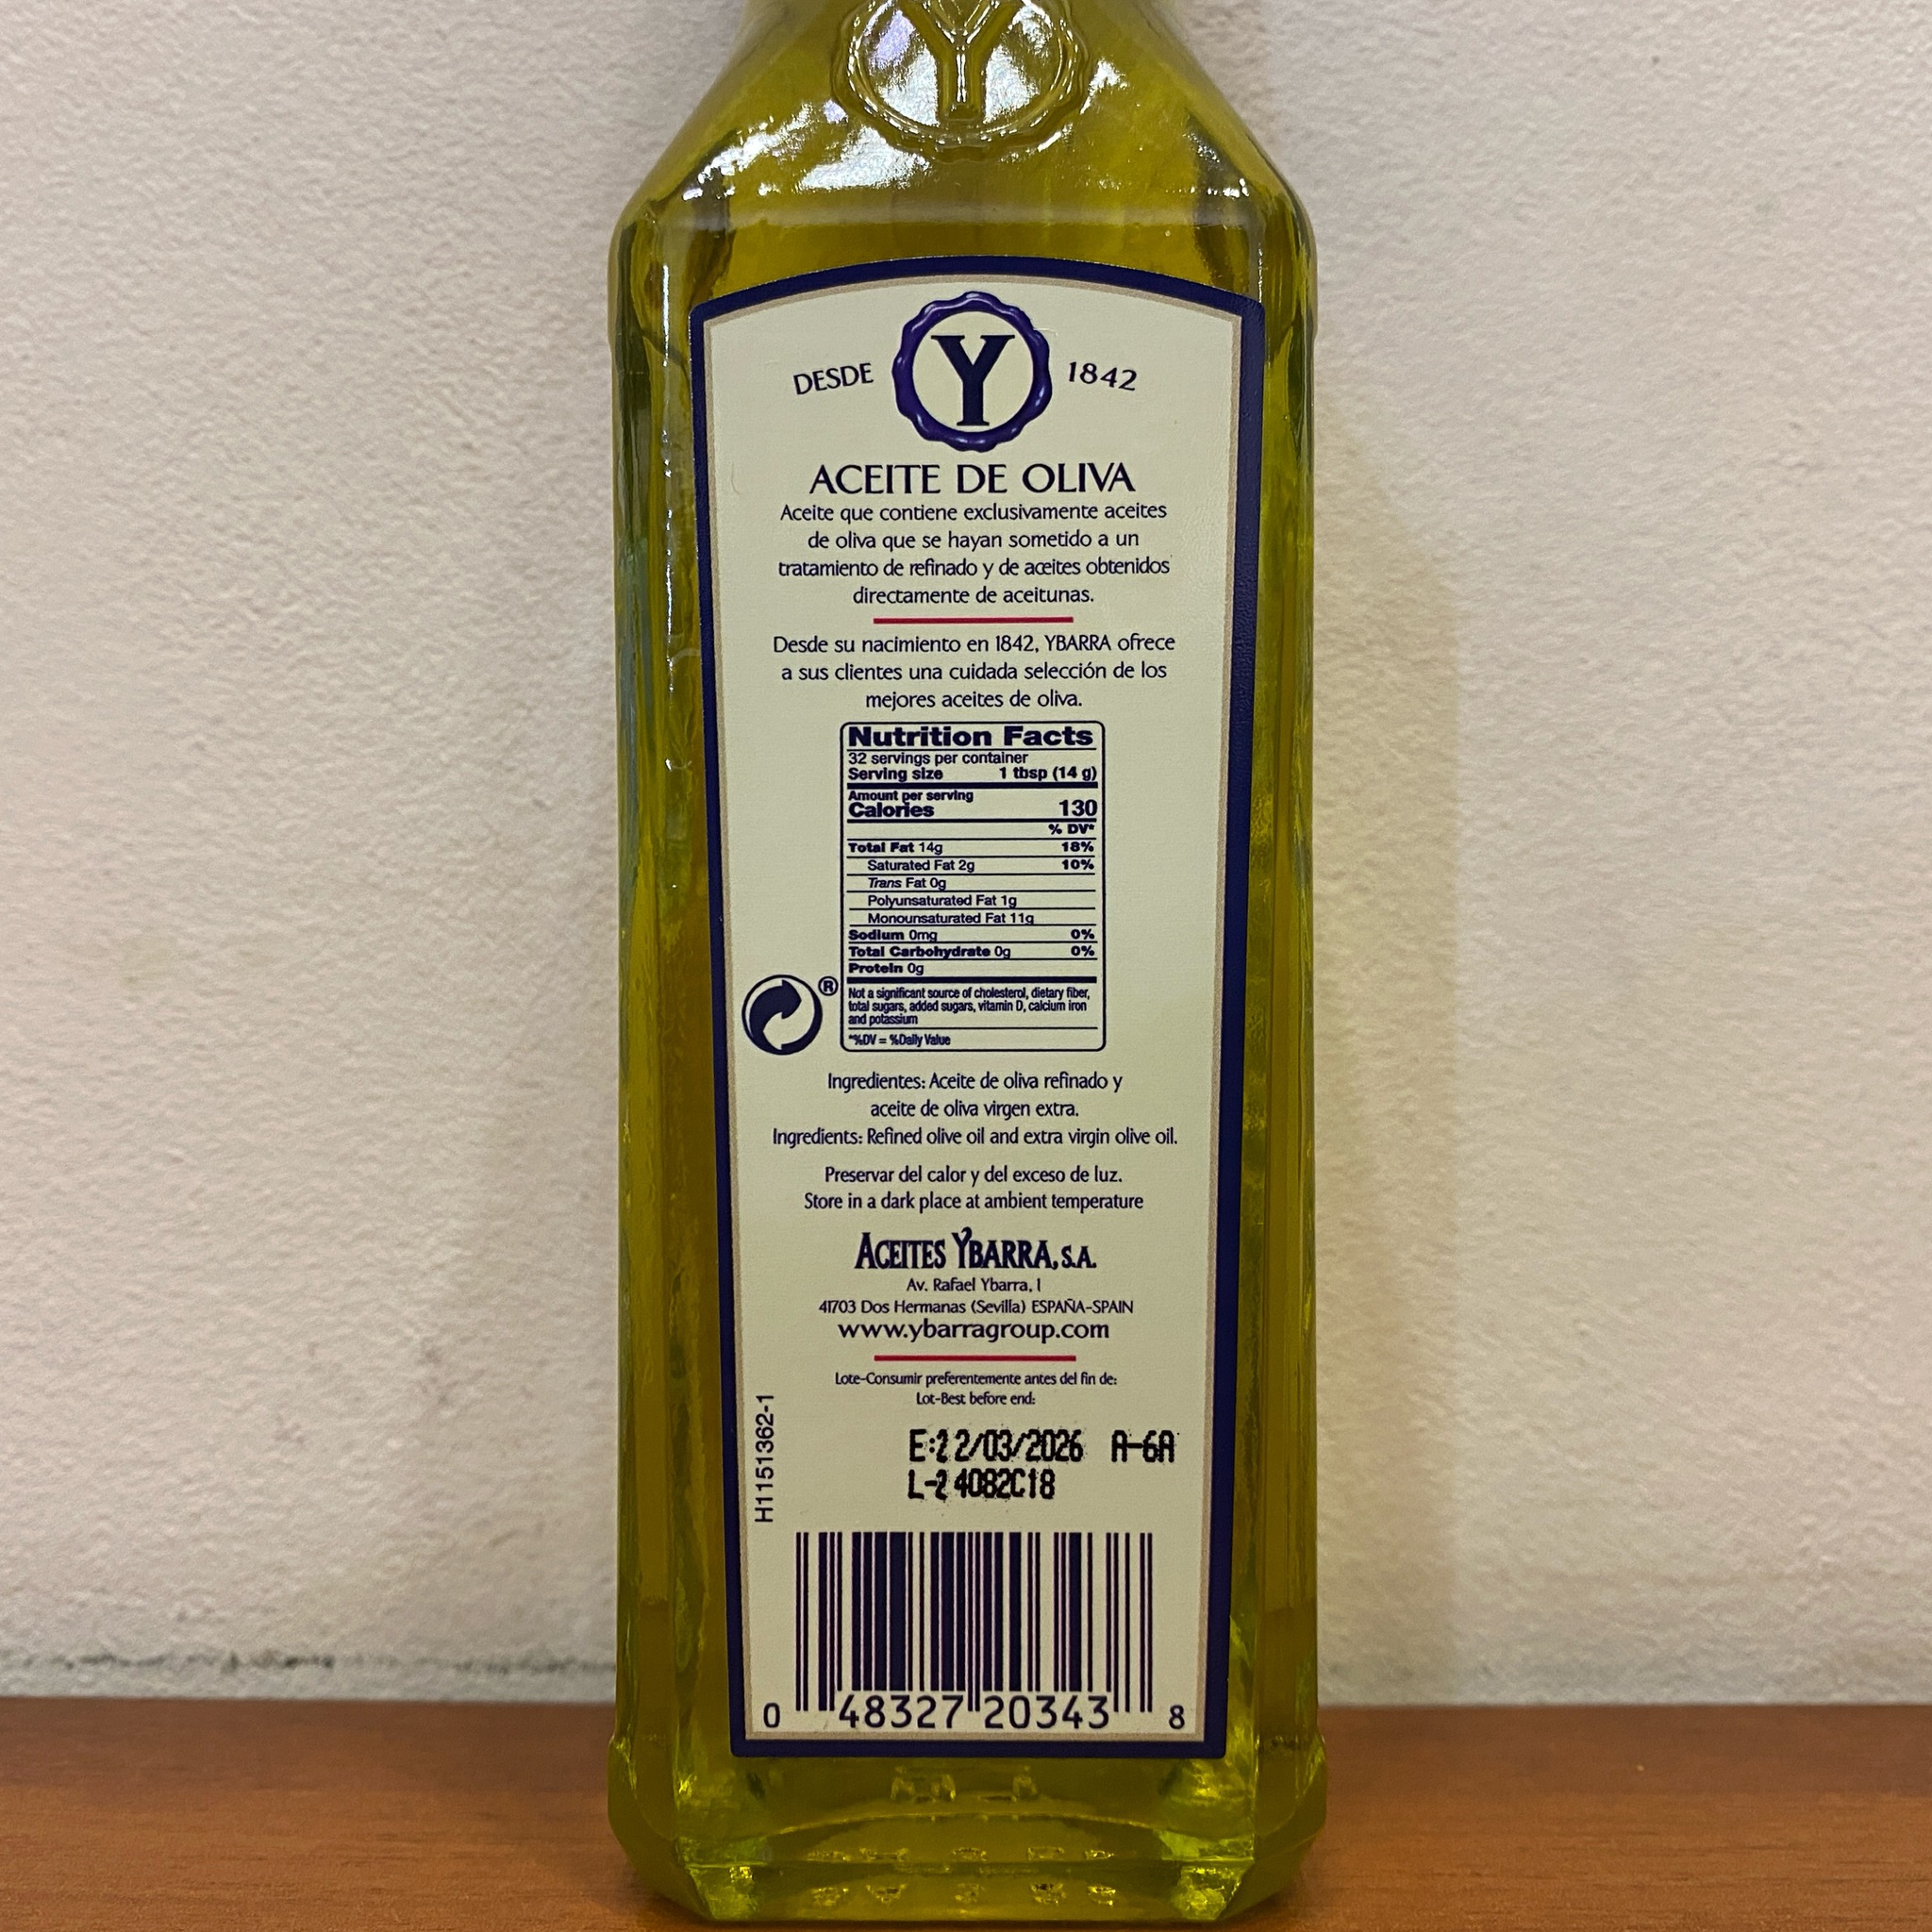 Y
DESDE Y 1842
ACEITE DE OLIVA
Aceite que contiene exclusivamente aceites
de oliva que se hayan sometido a un
tratamiento de refinado y de aceites obtenidos
directamente de aceitunas.
Desde su nacimiento en 1842, YBARRA ofrece
a sus clientes una cuidada selección de los
mejores aceites de oliva.
Nutrition Facts
32 servings per container
Serving size 1 tbsp (14 g)
Amount per serving
Calories 130
% DV*
Total Fat 14g 18%
Saturated Fat 2g 10%
Trans Fat 0g
Polyunsaturated Fat 1g
Monounsaturated Fat 11g
Sodium 0mg 0%
Total Carbohydrate 0g 0%
Protein 0g
Not a significant source of cholesterol, dietary fiber,
total sugars, added sugars, vitamin D, calcium iron
and potassium
*%DV = %Daily Value
®
Ingredientes: Aceite de oliva refinado y
aceite de oliva virgen extra.
Ingredients: Refined olive oil and extra virgin olive oil.
Preservar del calor y del exceso de luz.
Store in a dark place at ambient temperature
ACEITES YBARRA, S.A.
Av. Rafael Ybarra, 1
41703 Dos Hermanas (Sevilla) ESPAÑA-SPAIN
www.ybarragroup.com
Lote-Consumir preferentemente antes del fin de:
Lot-Best before end:
E:22/03/2026 A-6A
L-24082C18
H1151362-1
0 48327 20343 8